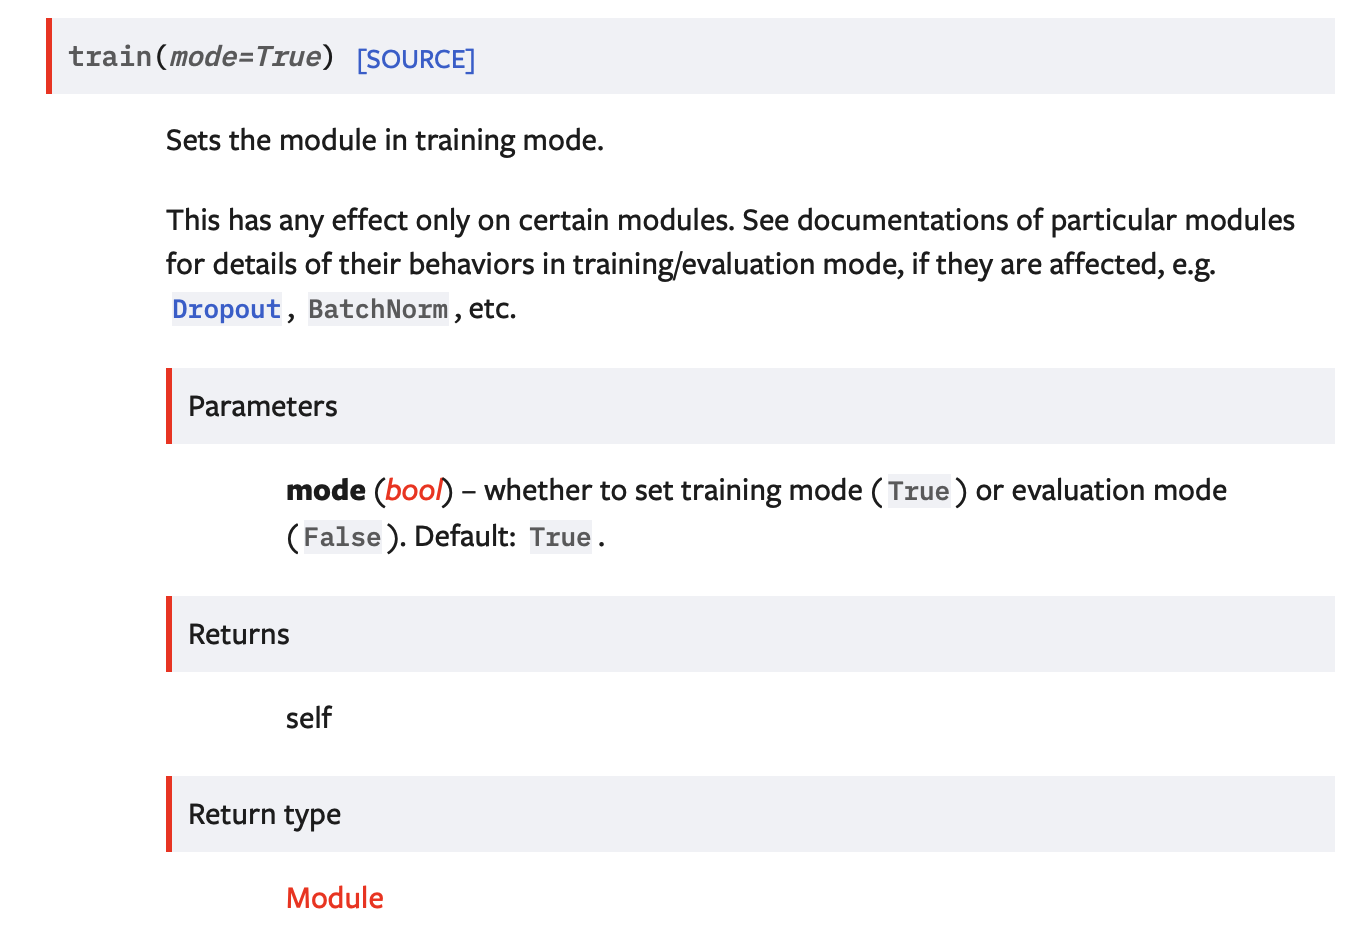 train(mode=True) [SOURCE]
Sets the module in training mode.
This has any effect only on certain modules. See documentations of particular modules
for details of their behaviors in training/evaluation mode, if they are affected, e.g.
Dropout, BatchNorm, etc.
Parameters
mode (bool) – whether to set training mode (True) or evaluation mode
(False). Default: True.
Returns
self
Return type
Module